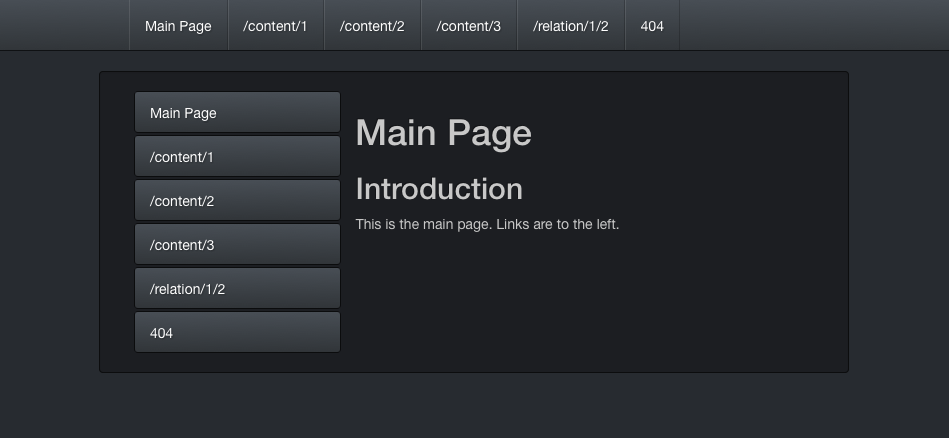 Main Page /content/1 /content/2 /content/3 /relation/1/2 404
Main Page
/content/1
/content/2
/content/3
/relation/1/2
404
Main Page
Introduction
This is the main page. Links are to the left.